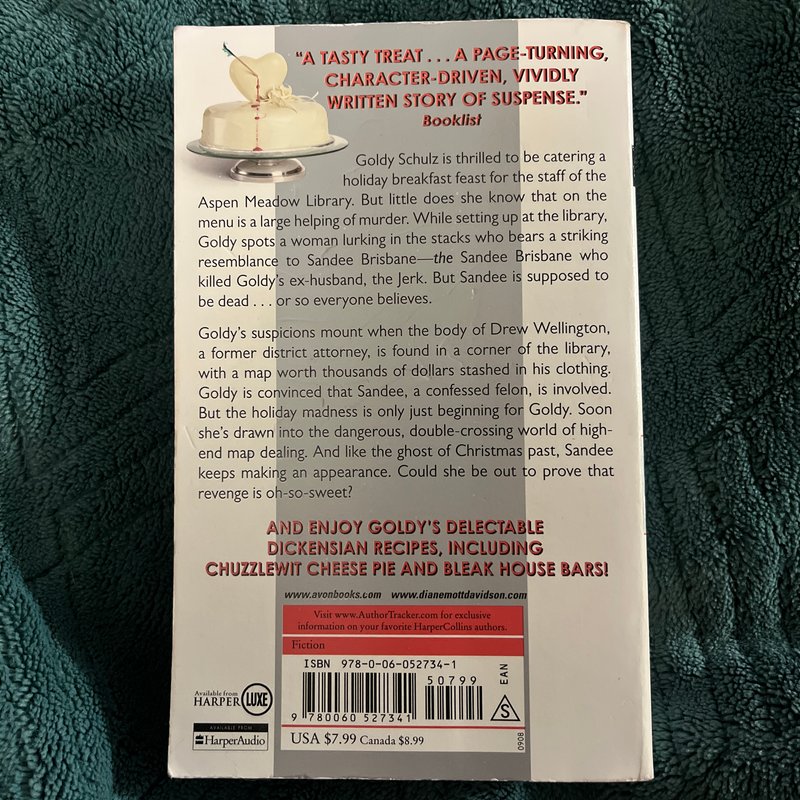 "A TASTY TREAT . . . A PAGE-TURNING,
CHARACTER-DRIVEN, VIVIDLY
WRITTEN STORY OF SUSPENSE."
Booklist
Goldy Schulz is thrilled to be catering a
holiday breakfast feast for the staff of the
Aspen Meadow Library. But little does she know that on the
menu is a large helping of murder. While setting up at the library,
Goldy spots a woman lurking in the stacks who bears a striking
resemblance to Sandee Brisbane—the Sandee Brisbane who
killed Goldy's ex-husband, the Jerk. But Sandee is supposed to
be dead . . . or so everyone believes.
Goldy's suspicions mount when the body of Drew Wellington,
a former district attorney, is found in a corner of the library,
with a map worth thousands of dollars stashed in his clothing.
Goldy is convinced that Sandee, a confessed felon, is involved.
But the holiday madness is only just beginning for Goldy. Soon
she's drawn into the dangerous, double-crossing world of high-
end map dealing. And like the ghost of Christmas past, Sandee
keeps making an appearance. Could she be out to prove that
revenge is oh-so-sweet?
AND ENJOY GOLDY'S DELECTABLE
DICKENSIAN RECIPES, INCLUDING
CHUZZLEWIT CHEESE PIE AND BLEAK HOUSE BARS!
www.avonbooks.com www.dianemottdavidson.com
Visit www.AuthorTracker.com for exclusive
information on your favorite HarperCollins authors.
Fiction
ISBN 978-0-06-052734-1
50799
EAN
9 780060 527341
S
USA $7.99 Canada $8.99
0908
Available from
HARPER LUXE
AVAILABLE FROM
HarperAudio